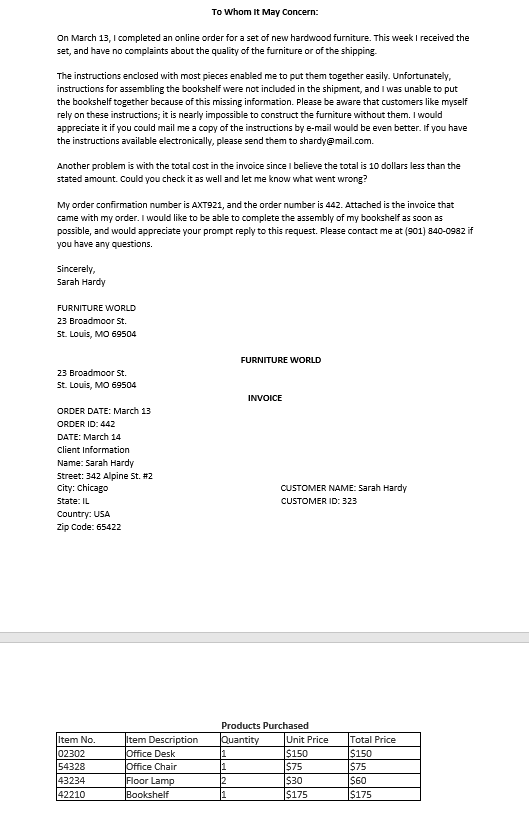 To Whom It May Concern:
On March 13, I completed an online order for a set of new hardwood furniture. This week I received the
set, and have no complaints about the quality of the furniture or of the shipping.
The instructions enclosed with most pieces enabled me to put them together easily. Unfortunately,
instructions for assembling the bookshelf were not included in the shipment, and I was unable to put
the bookshelf together because of this missing information. Please be aware that customers like myself
rely on these instructions; it is nearly impossible to construct the furniture without them. I would
appreciate it if you could mail me a copy of the instructions by e-mail would be even better. If you have
the instructions available electronically, please send them to shardy@mail.com.
Another problem is with the total cost in the invoice since I believe the total is 10 dollars less than the
stated amount. Could you check it as well and let me know what went wrong?
My order confirmation number is AXT921, and the order number is 442. Attached is the invoice that
came with my order. I would like to be able to complete the assembly of my bookshelf as soon as
possible, and would appreciate your prompt reply to this request. Please contact me at (901) 840-0982 if
you have any questions.
Sincerely,
Sarah Hardy
FURNITURE WORLD
23 Broadmoor St.
St. Louis, MO 69504
FURNITURE WORLD
23 Broadmoor St.
St. Louis, MO 69504
INVOICE
ORDER DATE: March 13
ORDER ID: 442
DATE: March 14
Client Information
Name: Sarah Hardy
Street: 342 Alpine St. #2
City: Chicago CUSTOMER NAME: Sarah Hardy
State: IL CUSTOMER ID: 323
Country: USA
Zip Code: 65422
Products Purchased
Item No. Item Description Quantity Unit Price Total Price
02302 Office Desk 1 $150 $150
54328 Office Chair 1 $75 $75
43234 Floor Lamp 2 $30 $60
42210 Bookshelf 1 $175 $175